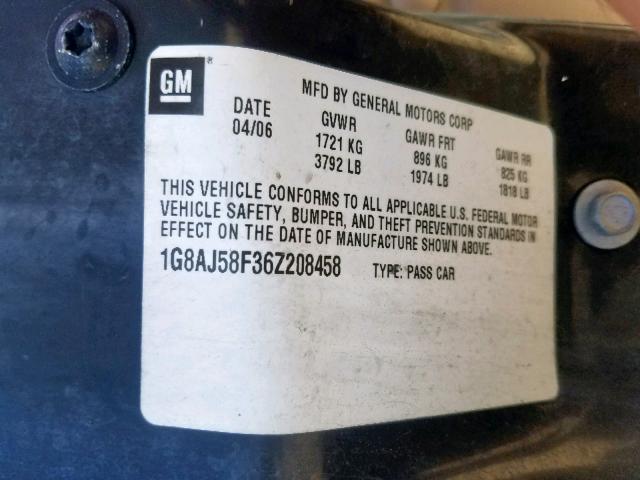 GM®
MFD BY GENERAL MOTORS CORP
DATE GVWR GAWR FRT GAWR RR
04/06 1721 KG 896 KG 825 KG
3792 LB 1974 LB 1818 LB
THIS VEHICLE CONFORMS TO ALL APPLICABLE U.S. FEDERAL MOTOR
VEHICLE SAFETY, BUMPER, AND THEFT PREVENTION STANDARDS IN
EFFECT ON THE DATE OF MANUFACTURE SHOWN ABOVE.
1G8AJ58F36Z208458 TYPE: PASS CAR